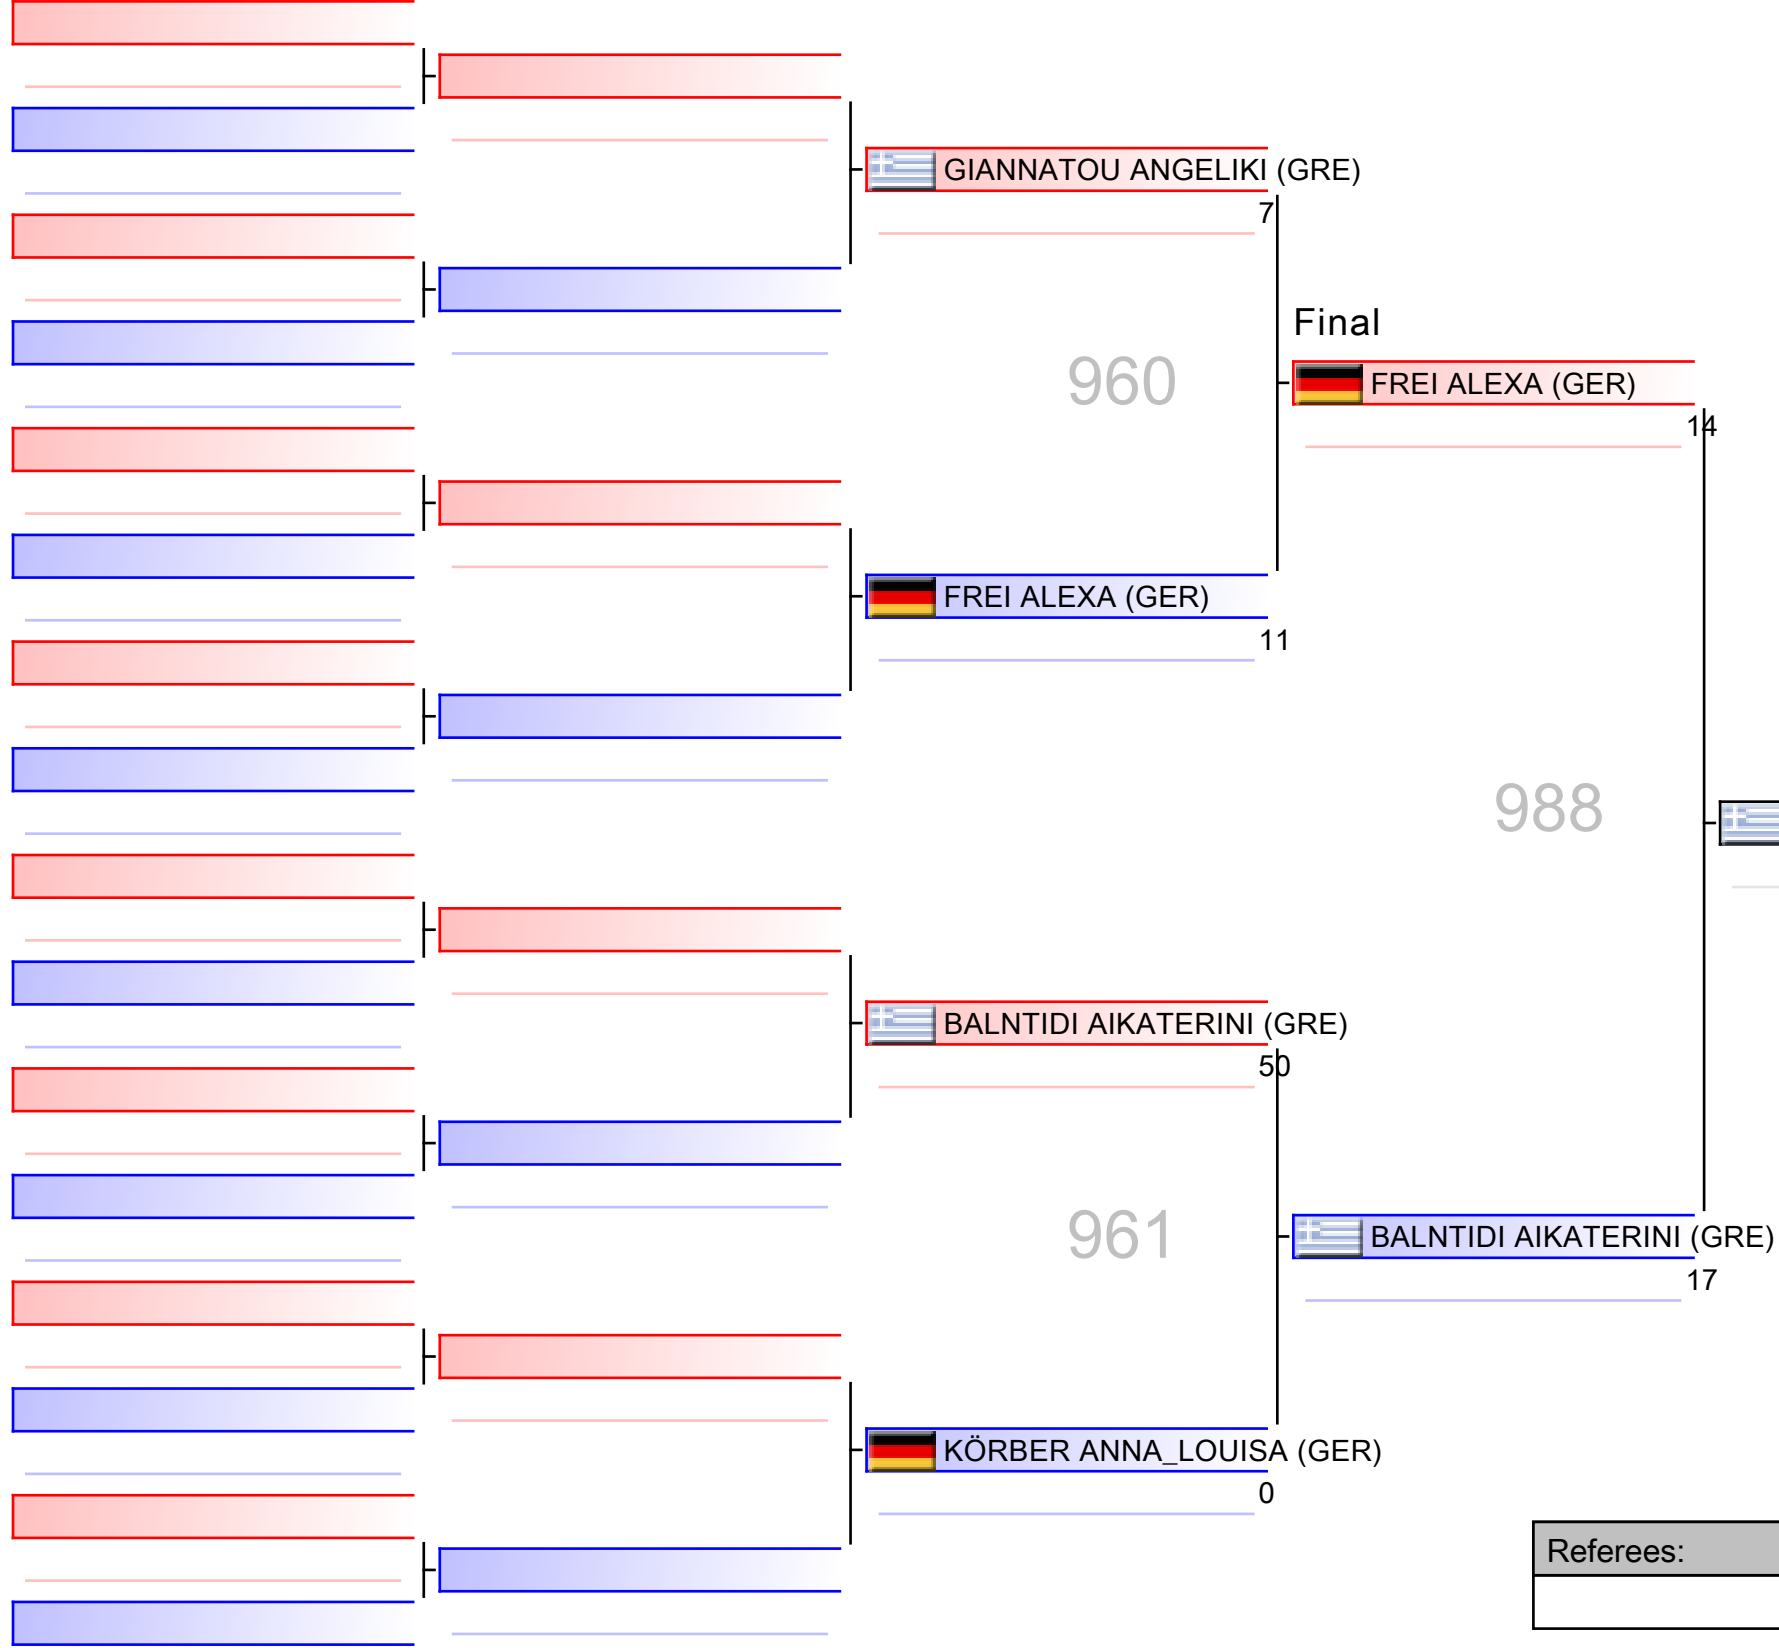 GIANNATOU ANGELIKI (GRE)
7
Final
960
FREI ALEXA (GER)
14
FREI ALEXA (GER)
11
988
BALNTIDI AIKATERINI (GRE)
50
961
BALNTIDI AIKATERINI (GRE)
17
KÖRBER ANNA_LOUISA (GER)
0
Referees: